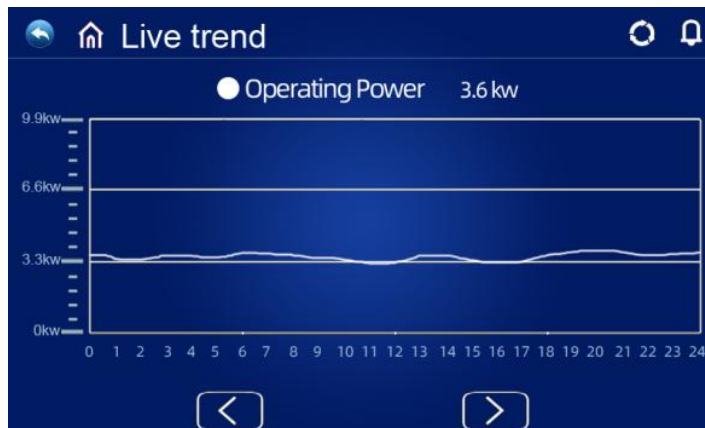 Live trend
Operating Power 3.6 kw
9.9kw
6.6kw
3.3kw
0kw
0 1 2 3 4 5 6 7 8 9 10 11 12 13 14 15 16 17 18 19 20 21 22 23 24